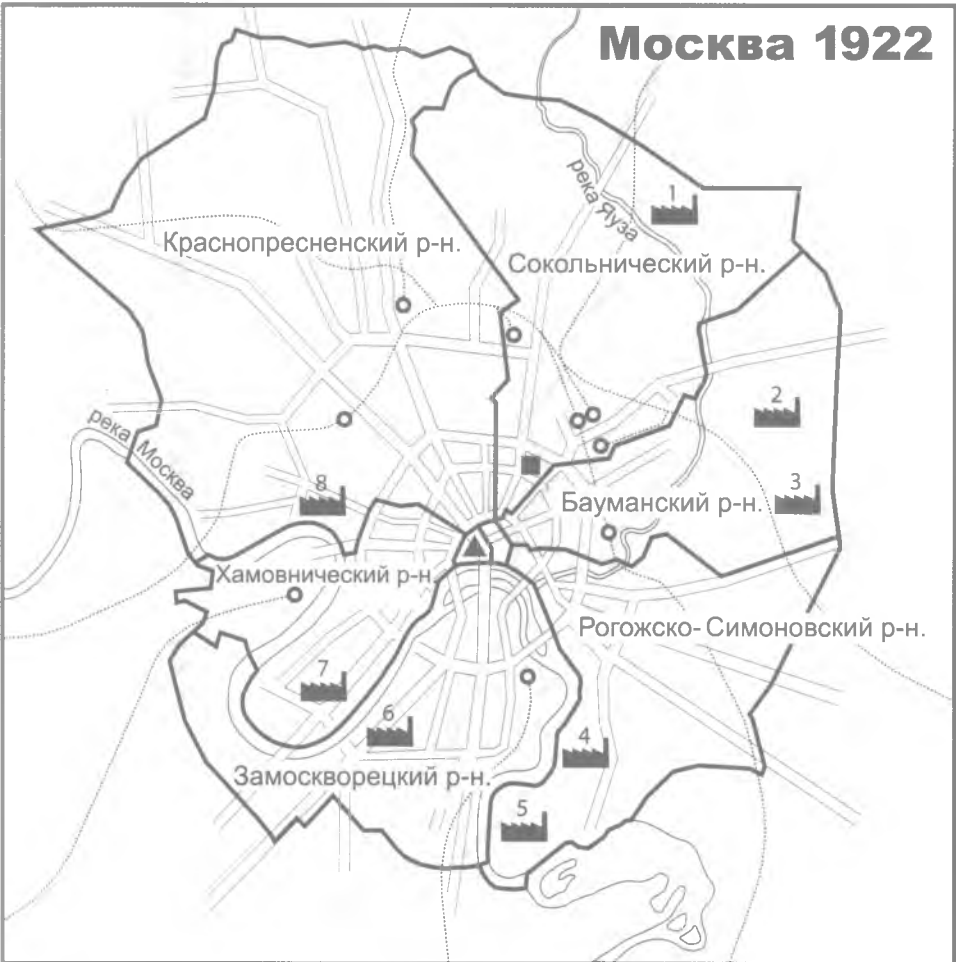 Москва 1922
1
река Яуза
Краснопресненский р-н.
Сокольнический р-н.
2
река Москва
8
3
Бауманский р-н.
Хамовнический р-н.
Рогожско-Симоновский р-н.
7
6
4
Замоскворецкий р-н.
5